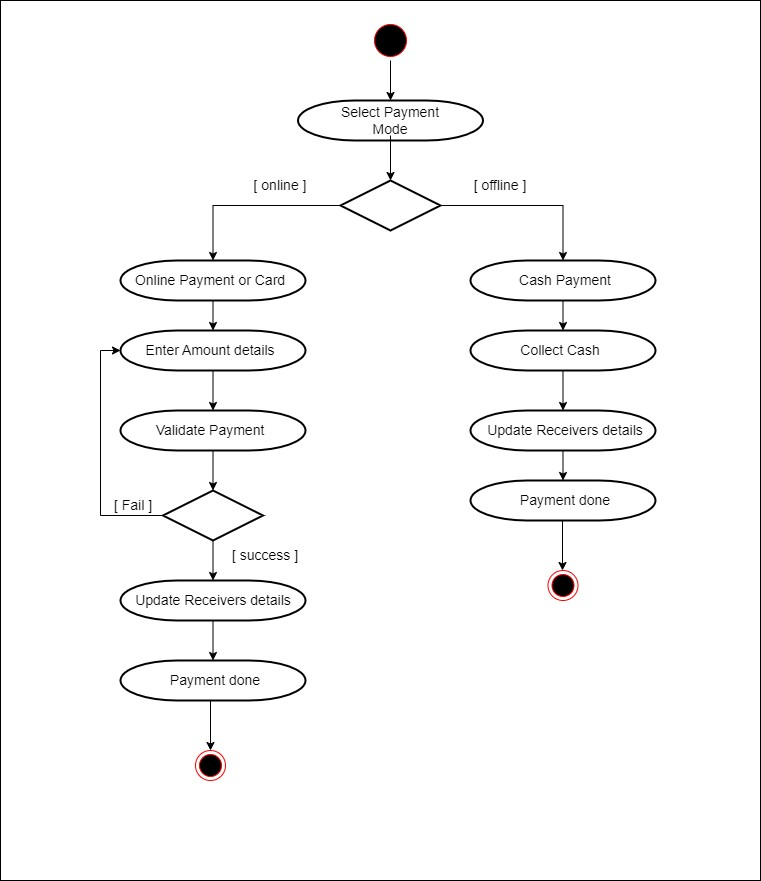 Select Payment
Mode
[ online ]
[ offline ]
Online Payment or Card
Cash Payment
Enter Amount details
Collect Cash
Validate Payment
Update Receivers details
[ Fail ]
Payment done
[ success ]
Update Receivers details
Payment done